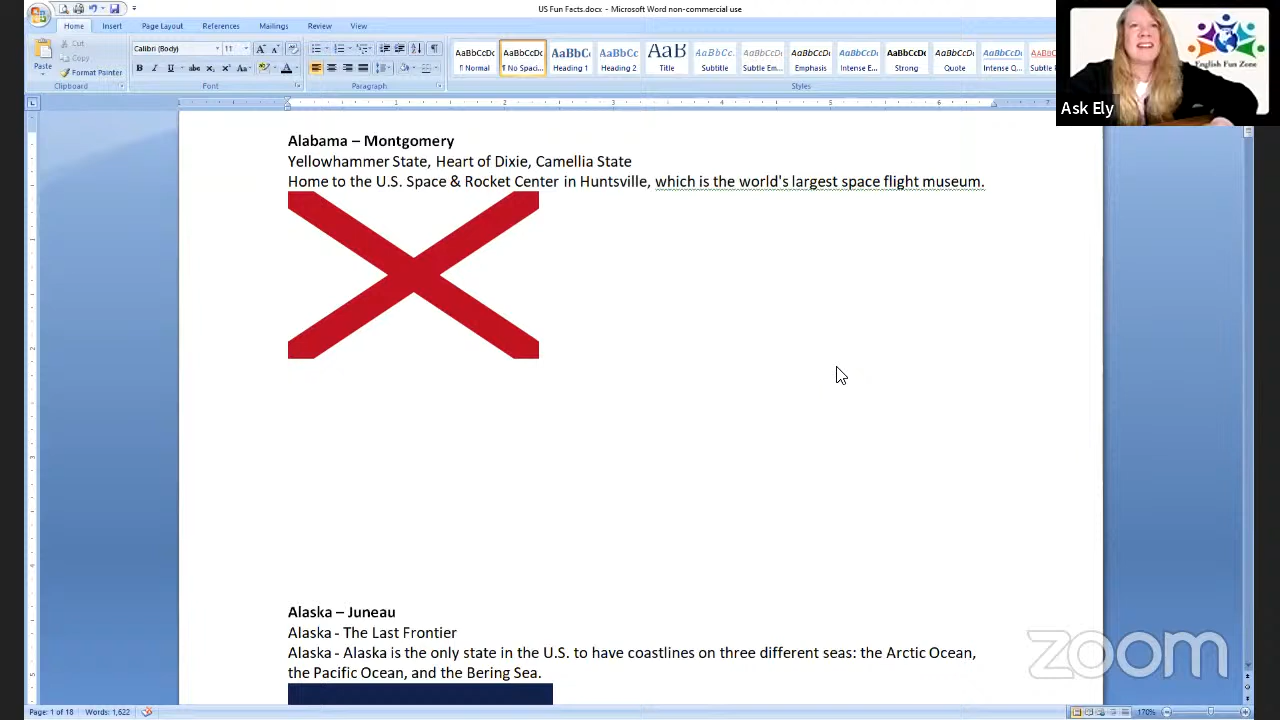 US Fun Facts.docx - Microsoft Word non-commercial use
Home Insert Page Layout References Mailings Review View
Cut
Copy
Format Painter
Paste
Clipboard
Calibri (Body) 11
Font
Paragraph
AaBbCcDc AaBbCcDc AaBbC AaBbCc AaB AaBbCc. AaBbCcDc AaBbCcDc AaBbCcDc AaBbCcDc AaBbCcDc AaBbCcDc
¶ Normal ¶ No Spaci... Heading 1 Heading 2 Title Subtitle Subtle Em... Emphasis Intense E... Strong Quote Intense Q... Subtle
Styles
English Fun Zone
Ask Ely
Alabama – Montgomery
Yellowhammer State, Heart of Dixie, Camellia State
Home to the U.S. Space & Rocket Center in Huntsville, which is the world's largest space flight museum.
Alaska – Juneau
Alaska - The Last Frontier
Alaska - Alaska is the only state in the U.S. to have coastlines on three different seas: the Arctic Ocean,
the Pacific Ocean, and the Bering Sea.
zoom
Page: 1 of 18 Words: 1,622 170%